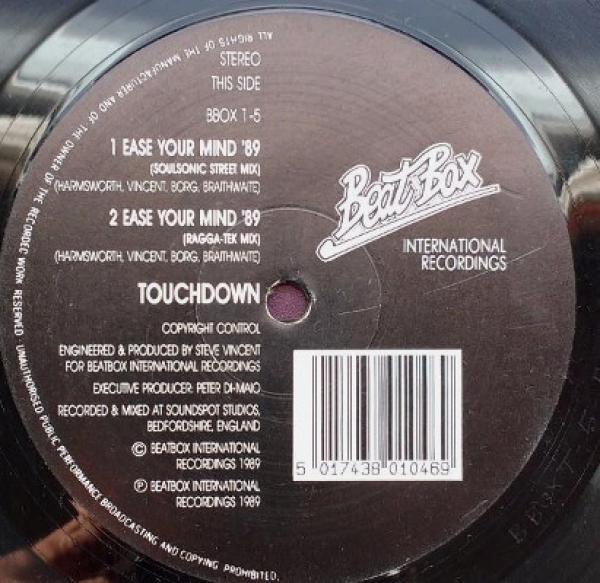 ALL RIGHTS OF THE MANUFACTURER AND OF THE OWNER OF THE RECORDED WORK RESERVED UNAUTHORISED PUBLIC PERFORMANCE BROADCASTING AND COPYING PROHIBITED.
STEREO
THIS SIDE
BBOX T-5
1 EASE YOUR MIND '89
(SOULSONIC STREET MIX)
(HARMSWORTH, VINCENT, BORG, BRAITHWAITE)
2 EASE YOUR MIND '89
(RAGGA-TEK MIX)
(HARMSWORTH, VINCENT, BORG, BRAITHWAITE)
TOUCHDOWN
COPYRIGHT CONTROL
ENGINEERED & PRODUCED BY STEVE VINCENT
FOR BEATBOX INTERNATIONAL RECORDINGS
EXECUTIVE PRODUCER: PETER DI-MAIO
RECORDED & MIXED AT SOUNDSPOT STUDIOS,
BEDFORDSHIRE, ENGLAND
© BEATBOX INTERNATIONAL
RECORDINGS 1989
℗ BEATBOX INTERNATIONAL
RECORDINGS 1989
Beat Box
INTERNATIONAL
RECORDINGS
5 017438 010469